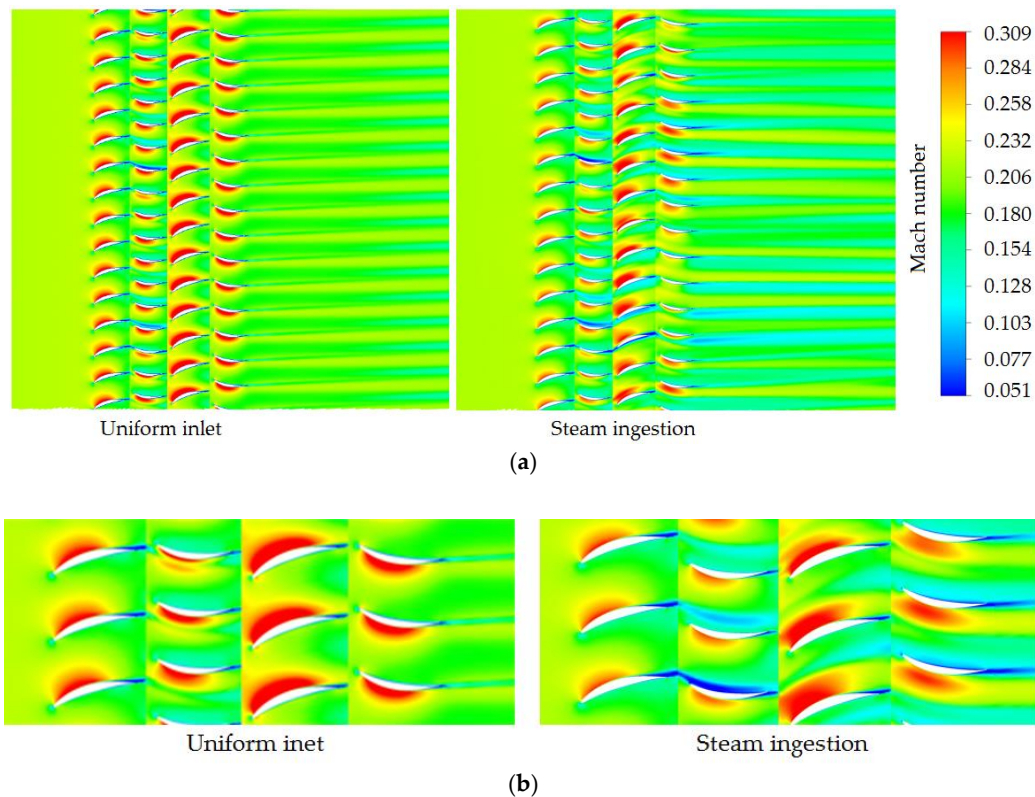 0.309
0.284
0.258
0.232
0.206
0.180
0.154
0.129
0.103
0.077
0.051
Mach number
Uniform inlet
Steam ingestion
(a)
Uniform inet
Steam ingestion
(b)